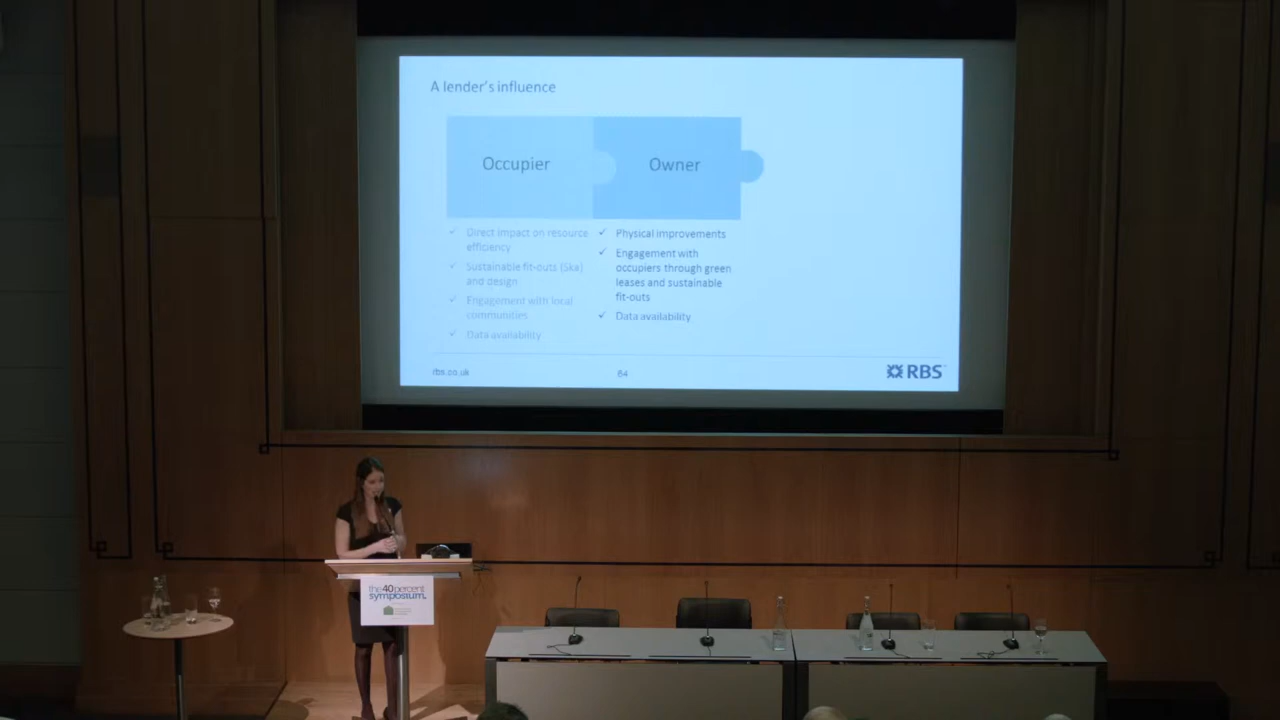 A lender's influence
Occupier
Owner
✓ Direct impact on resource
efficiency
✓ Sustainable fit-outs (Ska)
and design
✓ Engagement with local
communities
✓ Data availability
✓ Physical improvements
✓ Engagement with
occupiers through green
leases and sustainable
fit-outs
✓ Data availability
rbs.co.uk
64
RBS
the40percent
symposium.